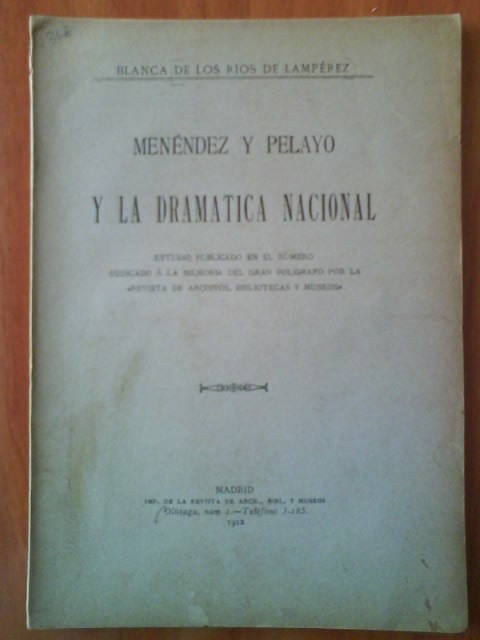 BLANCA DE LOS RÍOS DE LAMPÉREZ
MENÉNDEZ Y PELAYO
Y LA DRAMATICA NACIONAL
ESTUDIO PUBLICADO EN EL NÚMERO
DEDICADO Á LA MEMORIA DEL GRAN POLÍGRAFO POR LA
«REVISTA DE ARCHIVOS, BIBLIOTECAS Y MUSEOS»
MADRID
IMP. DE LA REVISTA DE ARCH., BIBL. Y MUSEOS
Olózaga, núm 1.—Teléfono 3-185.
1912